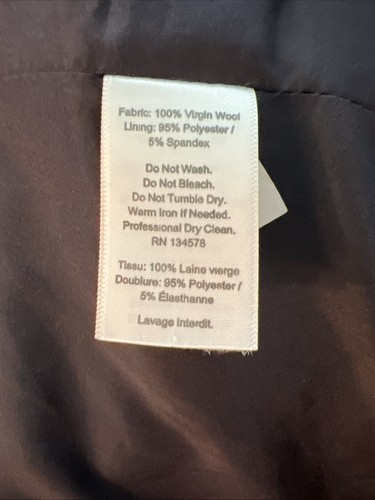 Fabric: 100% Virgin Wool
Lining: 95% Polyester /
5% Spandex
Do Not Wash.
Do Not Bleach.
Do Not Tumble Dry.
Warm Iron If Needed.
Professional Dry Clean.
RN 134578
Tissu: 100% Laine vierge
Doublure: 95% Polyester /
5% Élasthanne
Lavage Interdit.